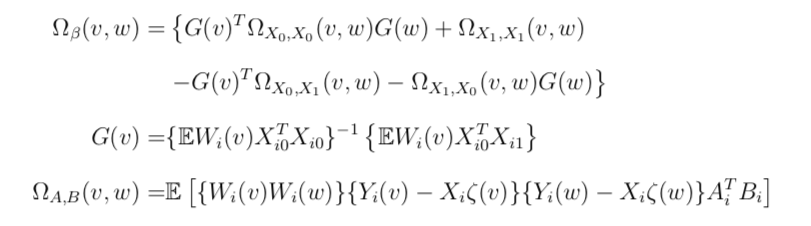 Ω_β(v, w) = {G(v)^T Ω_{X_0,X_0}(v, w)G(w) + Ω_{X_1,X_1}(v, w)
−G(v)^T Ω_{X_0,X_1}(v, w) − Ω_{X_1,X_0}(v, w)G(w)}
G(v) = {𝔼W_i(v)X_{i0}^T X_{i0}}^{−1} {𝔼W_i(v)X_{i0}^T X_{i1}}
Ω_{A,B}(v, w) = 𝔼 [{W_i(v)W_i(w)}{Y_i(v) − X_iζ(v)}{Y_i(w) − X_iζ(w)}A_i^T B_i]